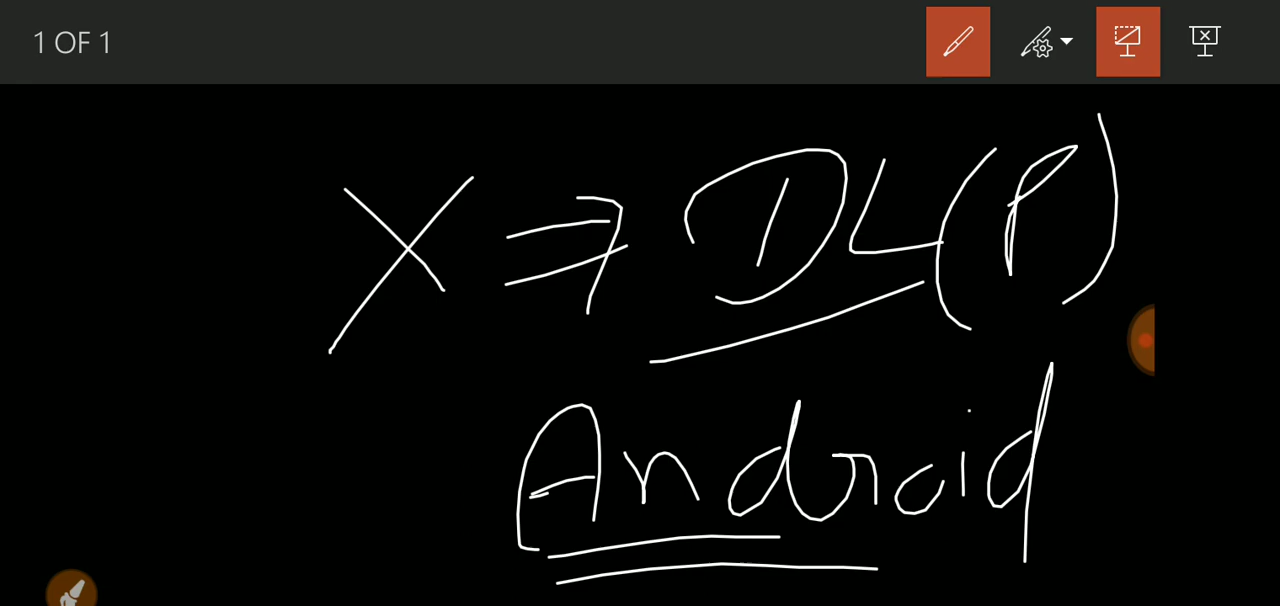 1 OF 1
X ⇒ DL(P)
Android